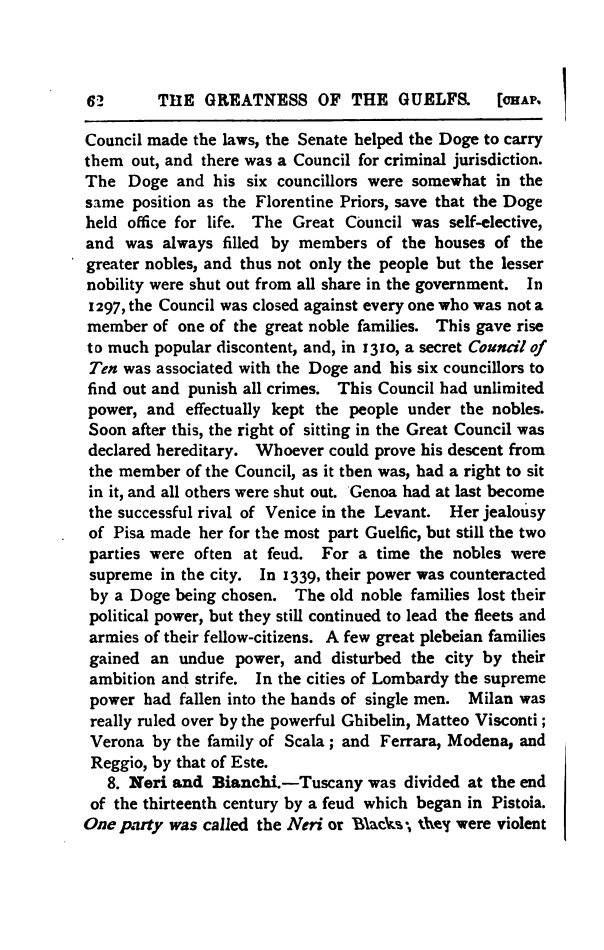 62 THE GREATNESS OF THE GUELFS. [CHAP.
Council made the laws, the Senate helped the Doge to carry
them out, and there was a Council for criminal jurisdiction.
The Doge and his six councillors were somewhat in the
same position as the Florentine Priors, save that the Doge
held office for life. The Great Council was self-elective,
and was always filled by members of the houses of the
greater nobles, and thus not only the people but the lesser
nobility were shut out from all share in the government. In
1297, the Council was closed against every one who was not a
member of one of the great noble families. This gave rise
to much popular discontent, and, in 1310, a secret Council of
Ten was associated with the Doge and his six councillors to
find out and punish all crimes. This Council had unlimited
power, and effectually kept the people under the nobles.
Soon after this, the right of sitting in the Great Council was
declared hereditary. Whoever could prove his descent from
the member of the Council, as it then was, had a right to sit
in it, and all others were shut out. Genoa had at last become
the successful rival of Venice in the Levant. Her jealousy
of Pisa made her for the most part Guelfic, but still the two
parties were often at feud. For a time the nobles were
supreme in the city. In 1339, their power was counteracted
by a Doge being chosen. The old noble families lost their
political power, but they still continued to lead the fleets and
armies of their fellow-citizens. A few great plebeian families
gained an undue power, and disturbed the city by their
ambition and strife. In the cities of Lombardy the supreme
power had fallen into the hands of single men. Milan was
really ruled over by the powerful Ghibelin, Matteo Visconti;
Verona by the family of Scala; and Ferrara, Modena, and
Reggio, by that of Este.
8. Neri and Bianchi.—Tuscany was divided at the end
of the thirteenth century by a feud which began in Pistoia.
One party was called the Neri or Blacks; they were violent